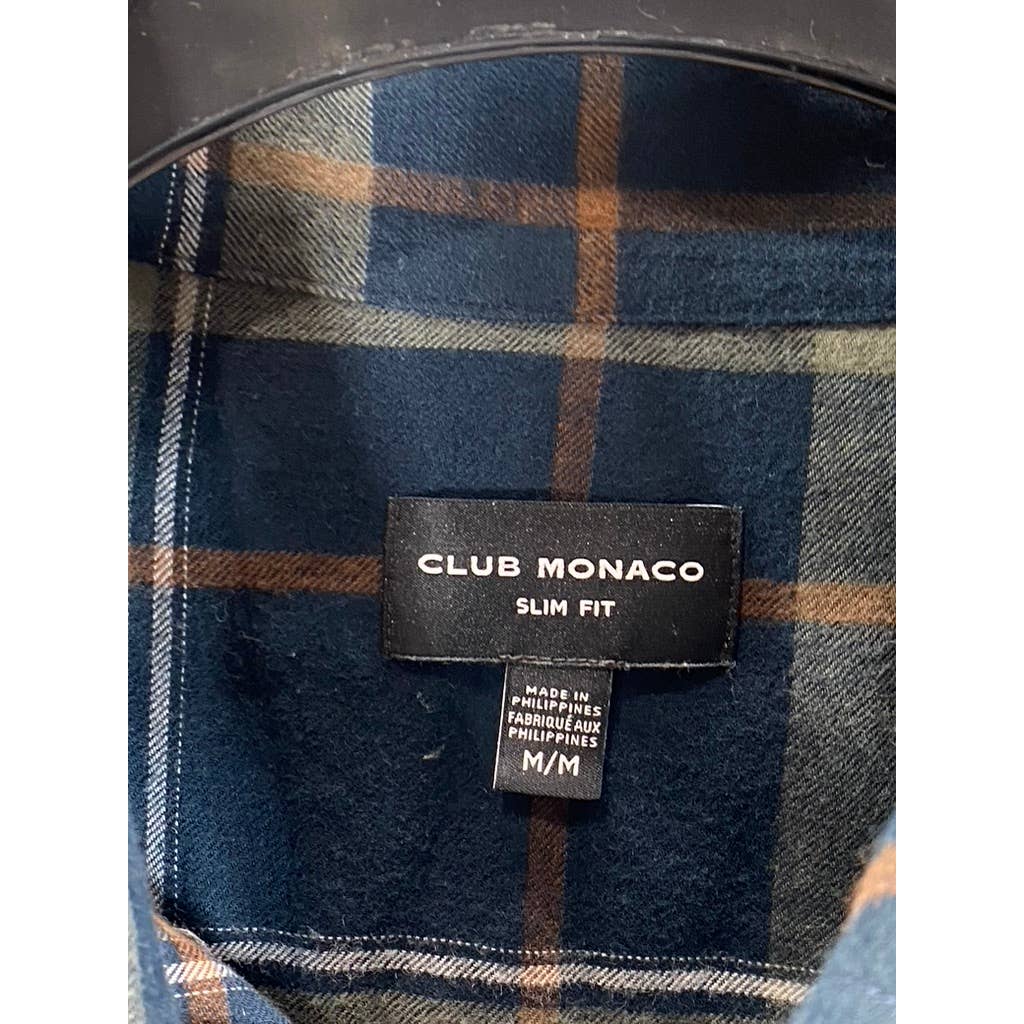 CLUB MONACO
SLIM FIT
MADE IN
PHILIPPINES
FABRIQUÉ AUX
PHILIPPINES
M/M